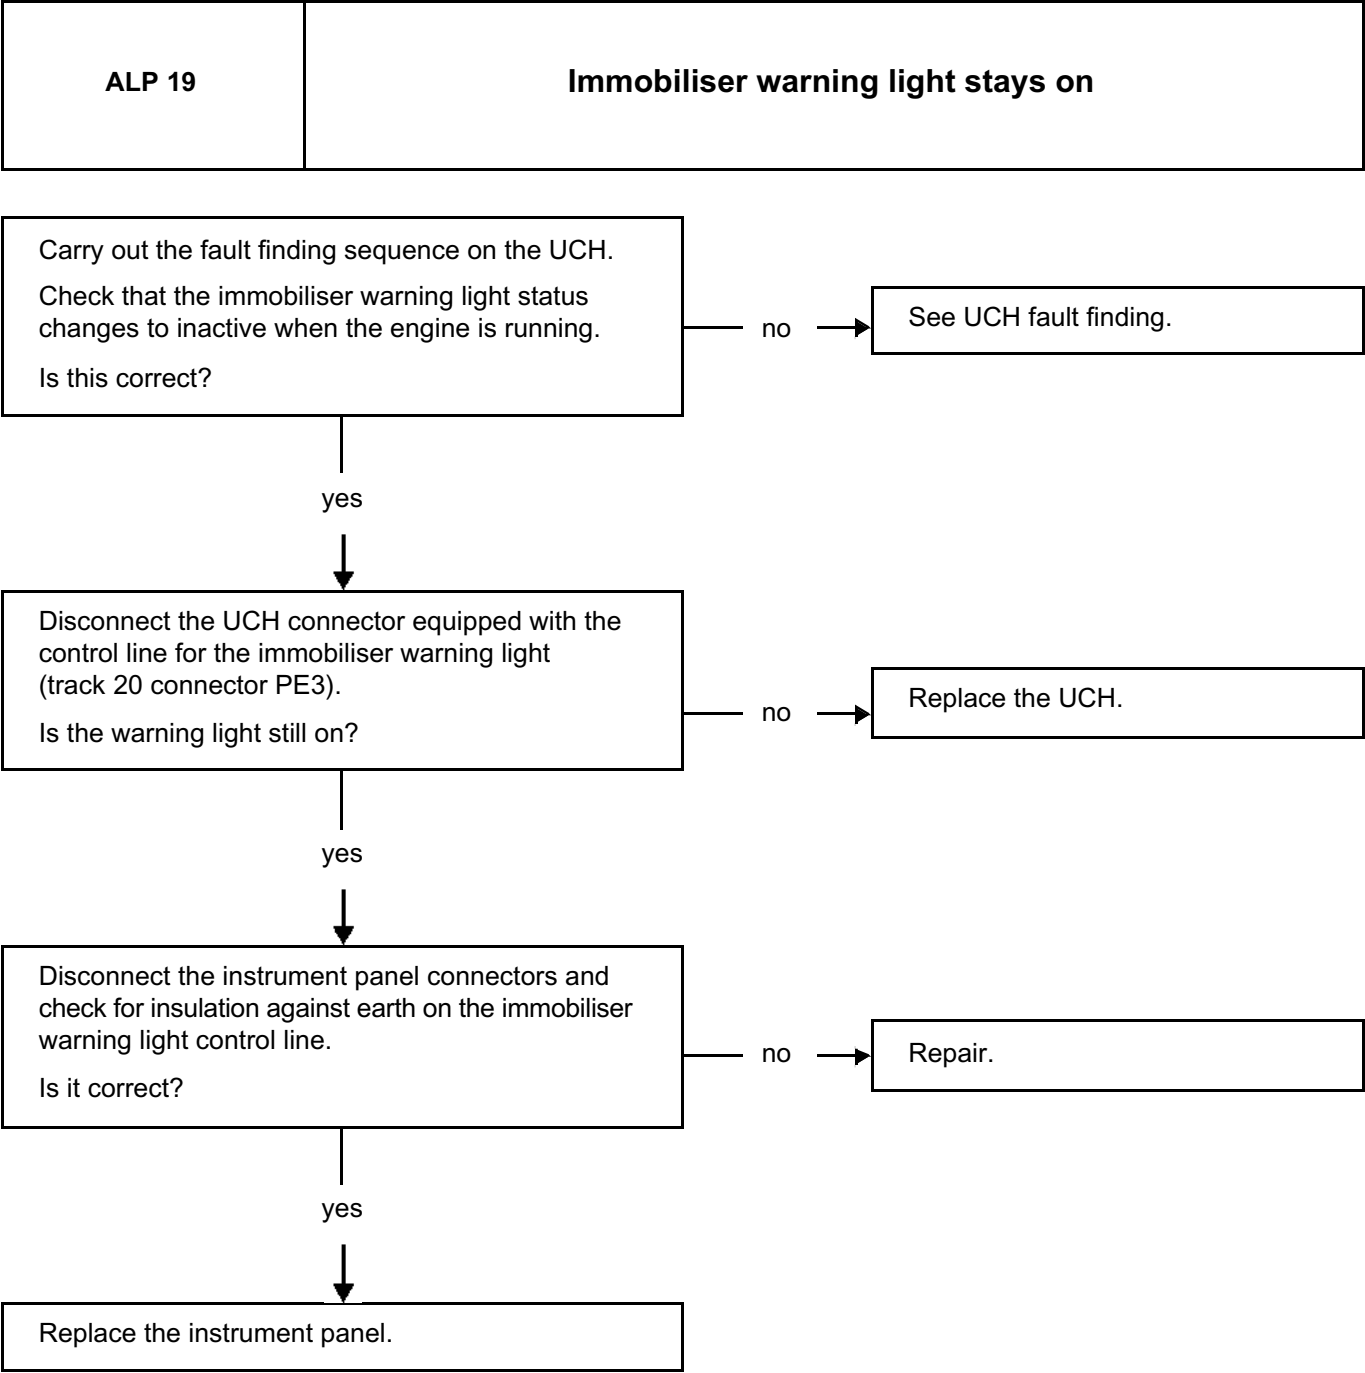 ALP 19
Immobiliser warning light stays on
Carry out the fault finding sequence on the UCH.
Check that the immobiliser warning light status
changes to inactive when the engine is running.
Is this correct?
no
See UCH fault finding.
yes
Disconnect the UCH connector equipped with the
control line for the immobiliser warning light
(track 20 connector PE3).
Is the warning light still on?
no
Replace the UCH.
yes
Disconnect the instrument panel connectors and
check for insulation against earth on the immobiliser
warning light control line.
Is it correct?
no
Repair.
yes
Replace the instrument panel.